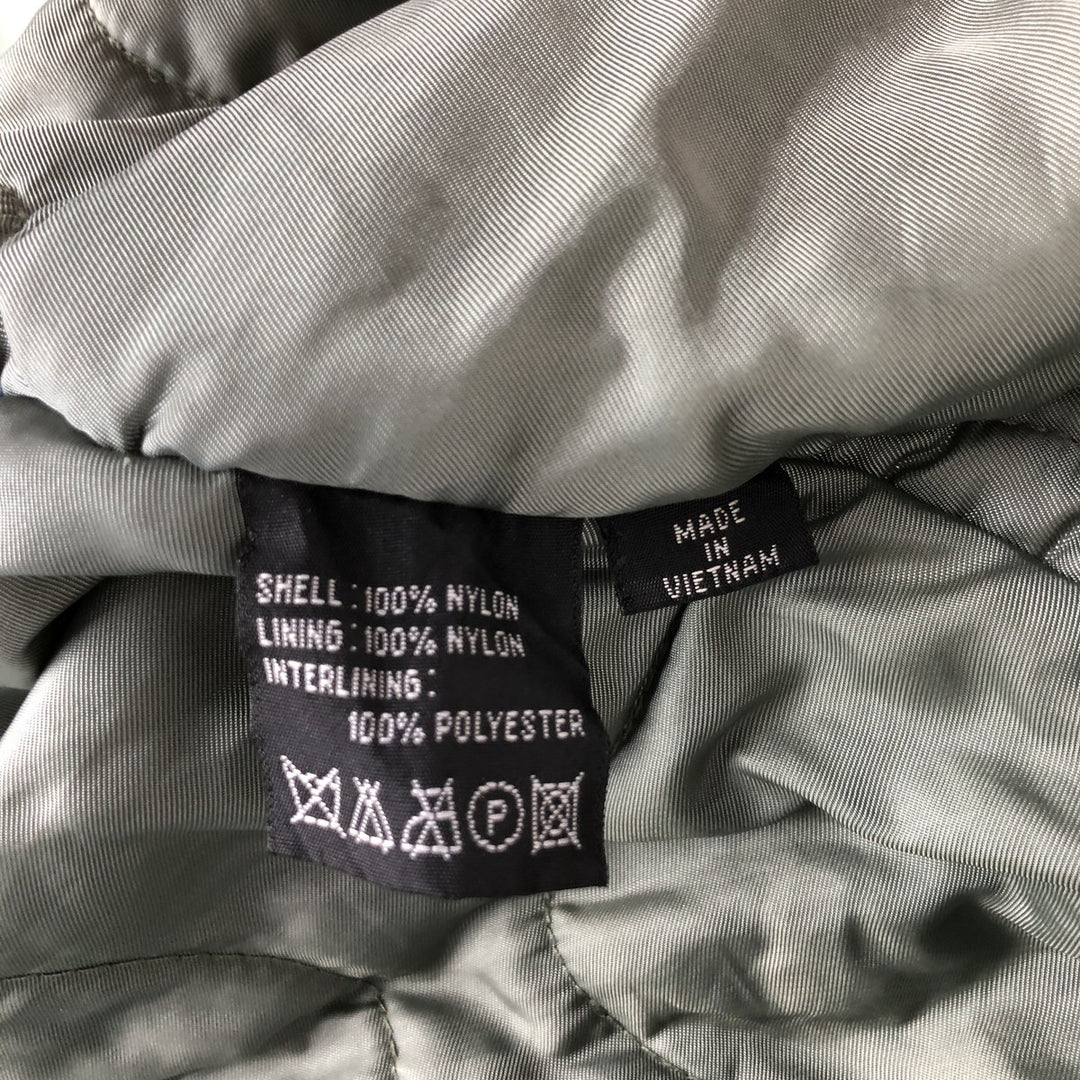 SHELL : 100% NYLON
LINING : 100% NYLON
INTERLINING :
100% POLYESTER
P
MADE
IN
VIETNAM